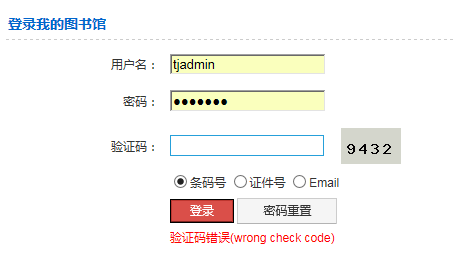 登录我的图书馆
用户名： tjadmin
密码： ●●●●●●●
验证码： 9432
条码号 证件号 Email
登录 密码重置
验证码错误(wrong check code)